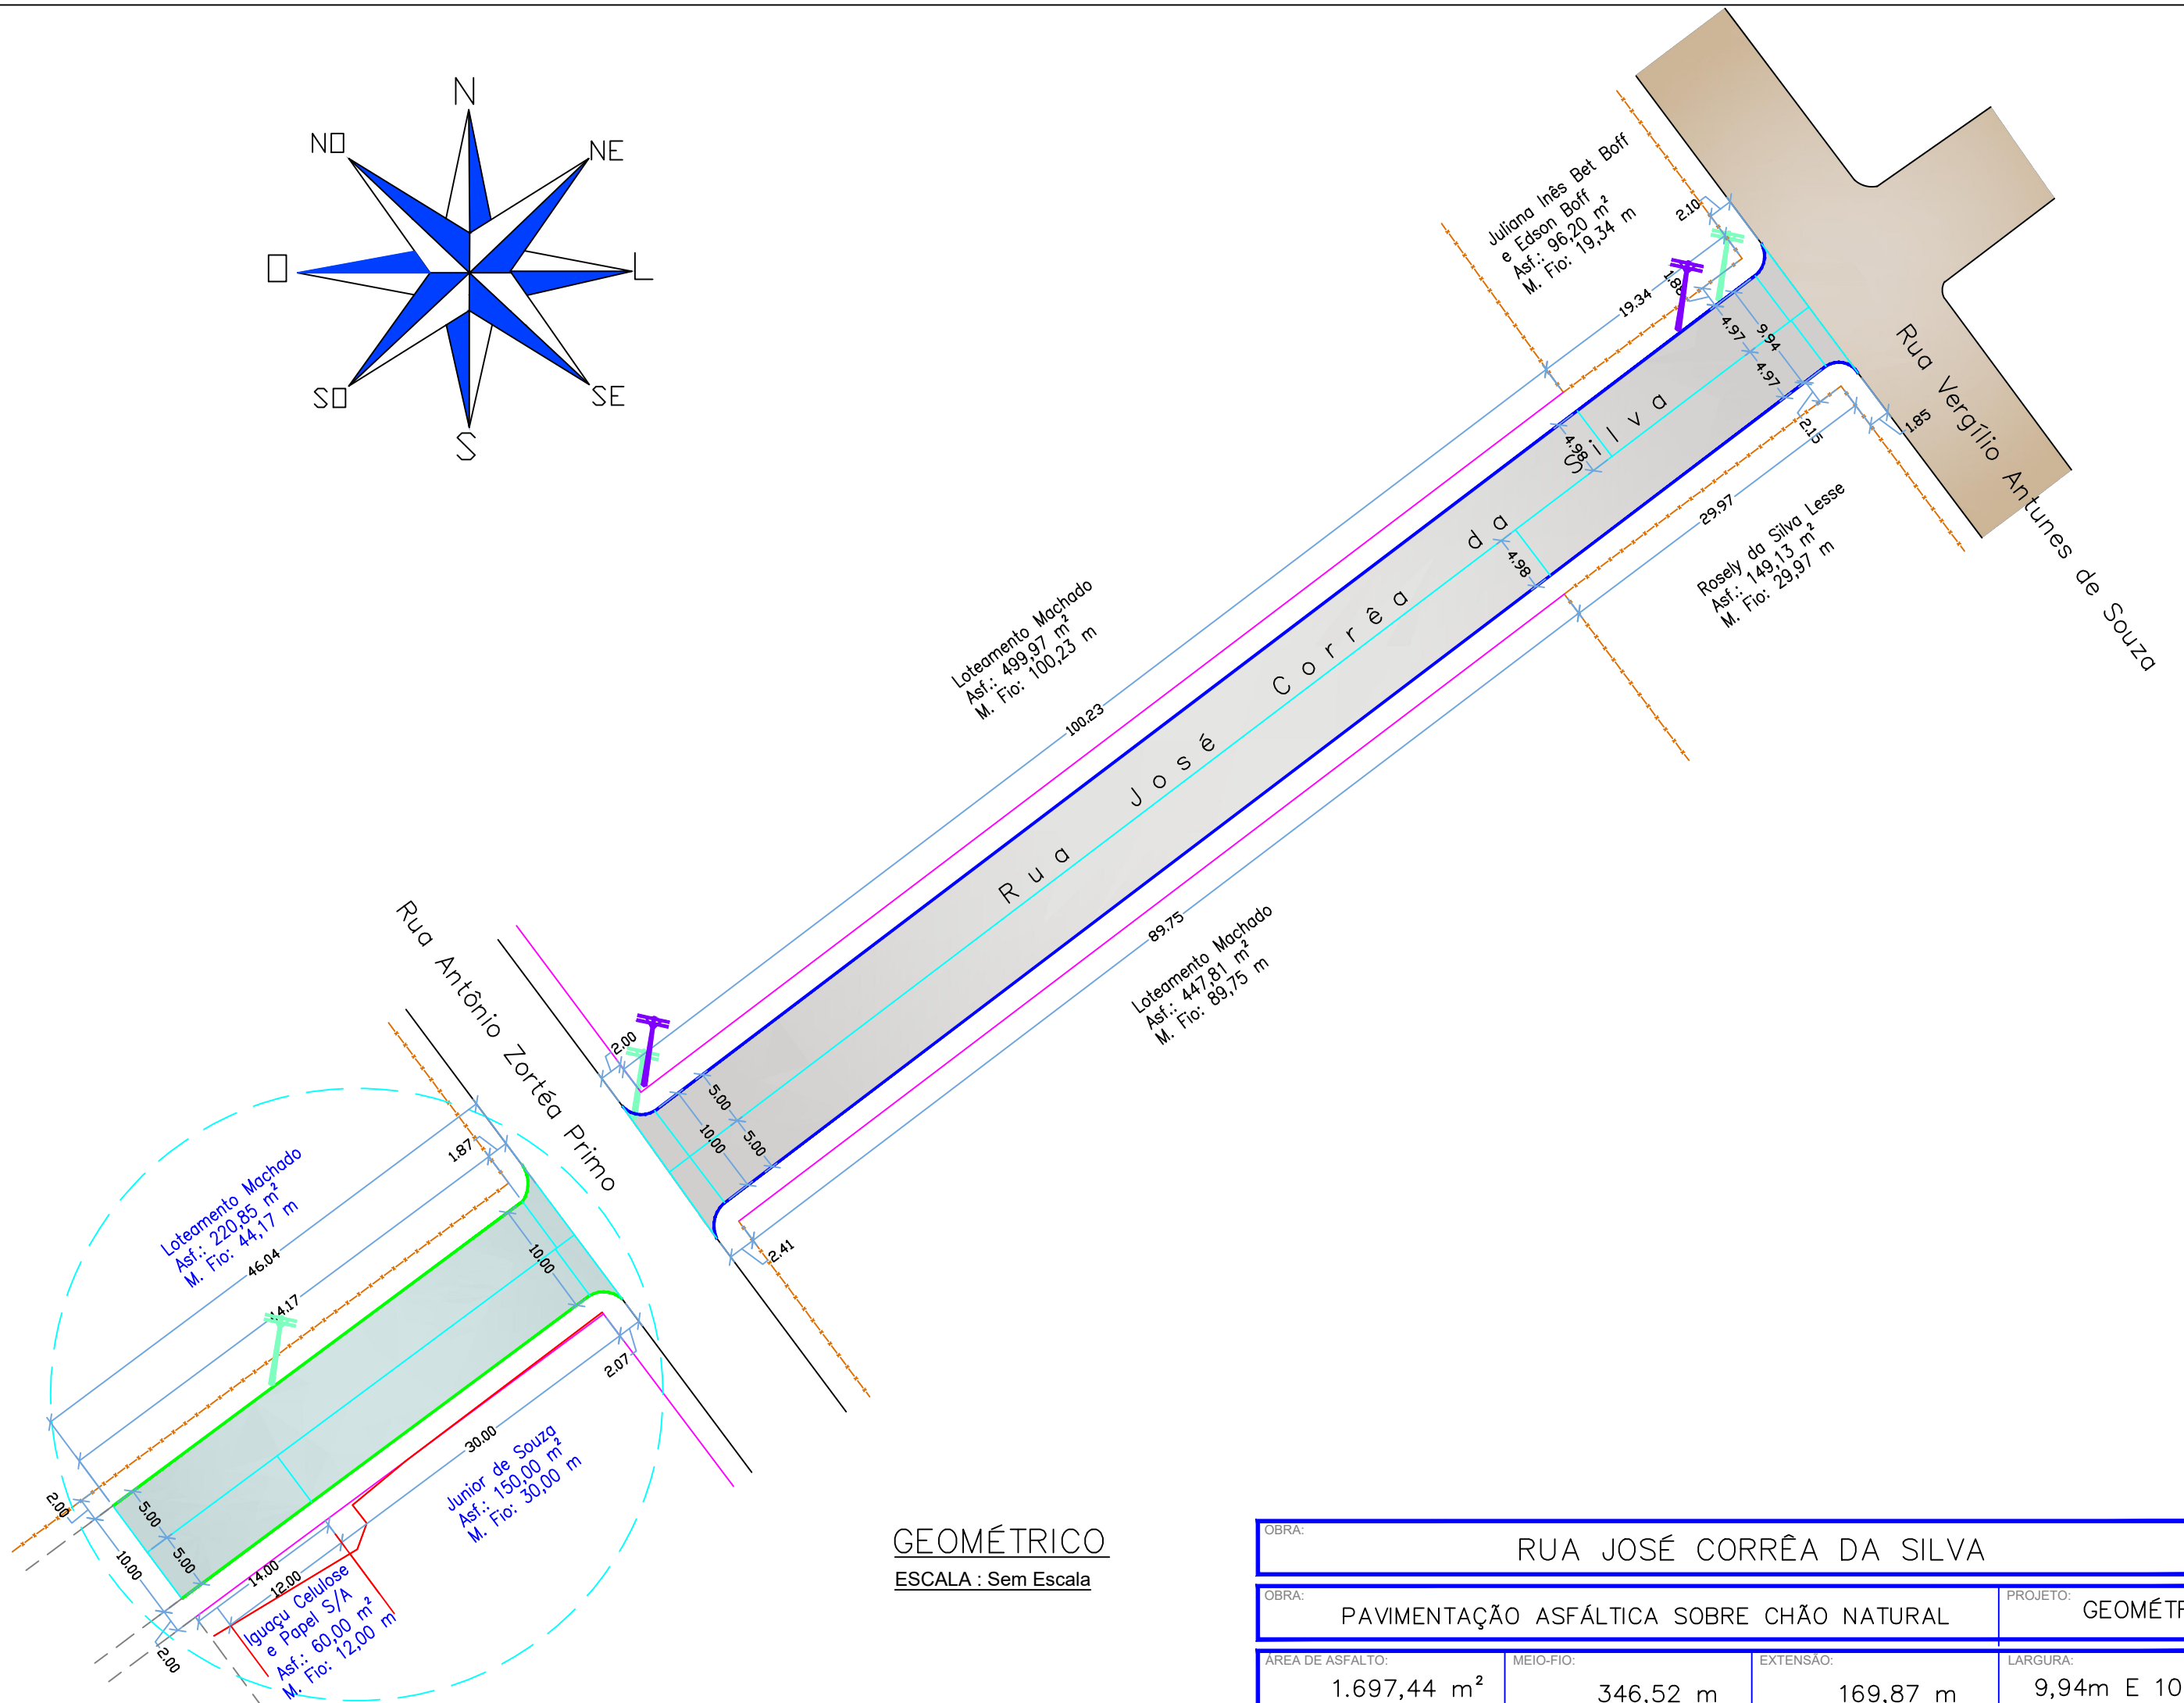 N
NO
NE
O
L
SO
SE
S
Juliana Inês Bet Boff
e Edson Boff
Asf.: 96,20 m²
M. Fio: 19,34 m
2.10
1.88
19.34
4.97
9.94
4.97
2.15
1.85
4.98
29.97
Rua Vergílio Antunes de Souza
Rosely da Silva Lesse
Asf.: 149,13 m²
M. Fio: 29,97 m
4.98
Rua José Corrêa da Silva
Loteamento Machado
Asf.: 499,97 m²
M. Fio: 100,23 m
100.23
89.75
Loteamento Machado
Asf.: 447,81 m²
M. Fio: 89,75 m
Rua Antônio Zortéa Primo
2.00
5.00
10.00
5.00
2.41
1.87
Loteamento Machado
Asf.: 220,85 m²
M. Fio: 44,17 m
46.04
10.00
2.07
30.00
Junior de Souza
Asf.: 150,00 m²
M. Fio: 30,00 m
2.00
5.00
5.00
10.00
14.00
12.00
2.00
Iguaçu Celulose
e Papel S/A
Asf.: 60,00 m²
M. Fio: 12,00 m
GEOMÉTRICO
ESCALA : Sem Escala
OBRA:
RUA JOSÉ CORRÊA DA SILVA
OBRA:
PAVIMENTAÇÃO ASFÁLTICA SOBRE CHÃO NATURAL
PROJETO:
ÁREA DE ASFALTO:
1.697,44 m²
MEIO-FIO:
346,52 m
EXTENSÃO:
169,87 m
LARGURA:
9,94m E 10